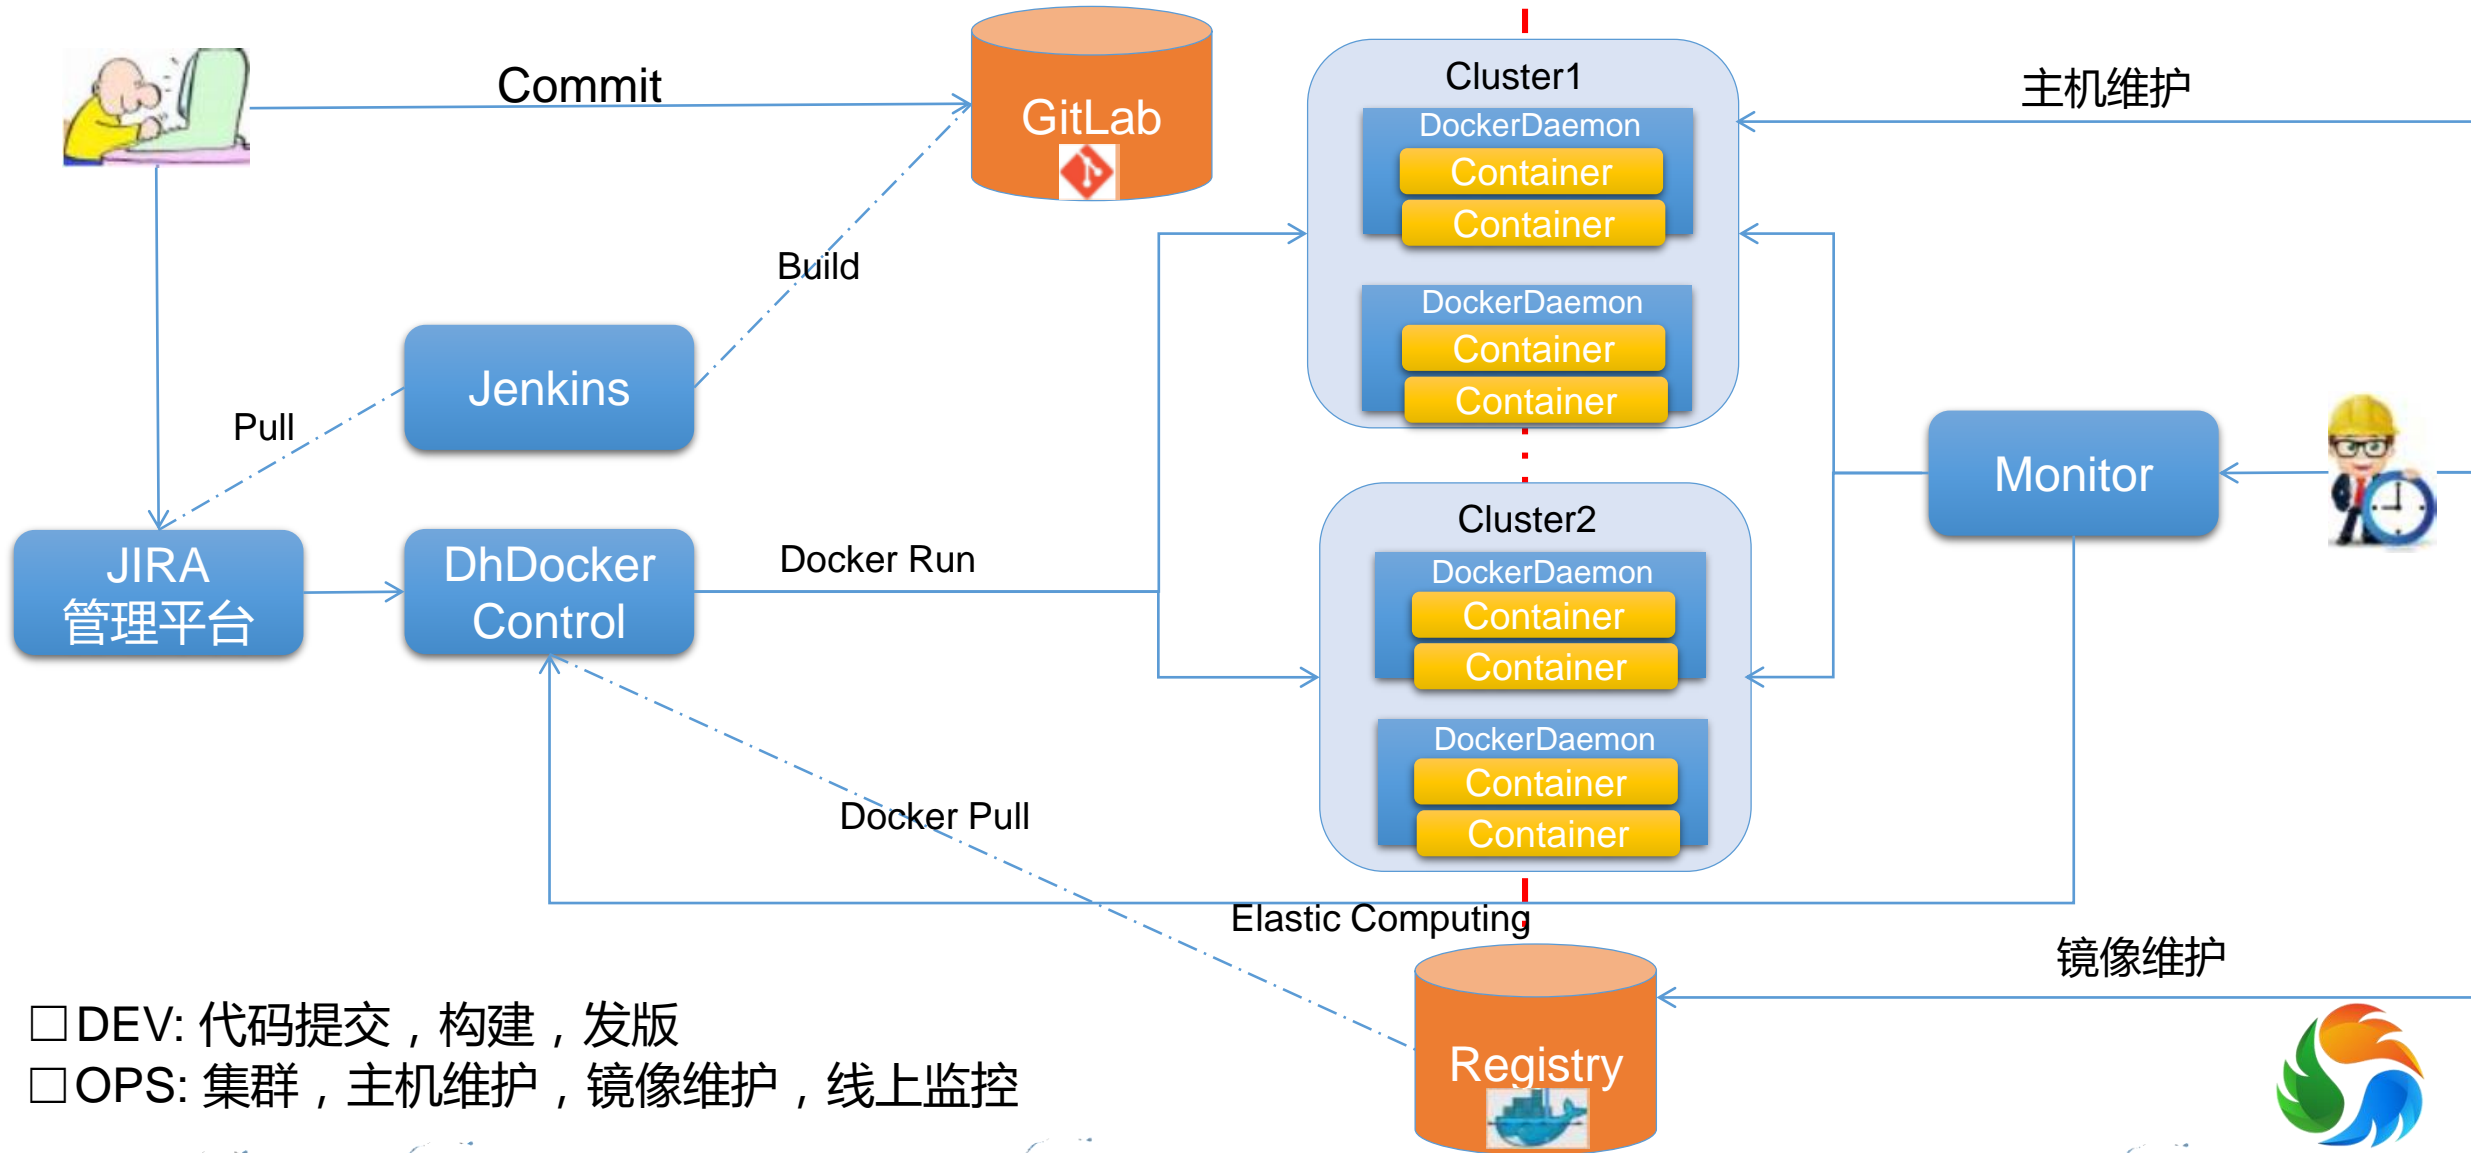 Commit
GitLab
Build
Jenkins
Pull
JIRA
管理平台
DhDocker
Control
Docker Run
Docker Pull
Cluster1
DockerDaemon
Container
Container
DockerDaemon
Container
Container
Cluster2
DockerDaemon
Container
Container
DockerDaemon
Container
Container
主机维护
Monitor
Elastic Computing
镜像维护
Registry
□DEV: 代码提交，构建，发版
□OPS: 集群，主机维护，镜像维护，线上监控